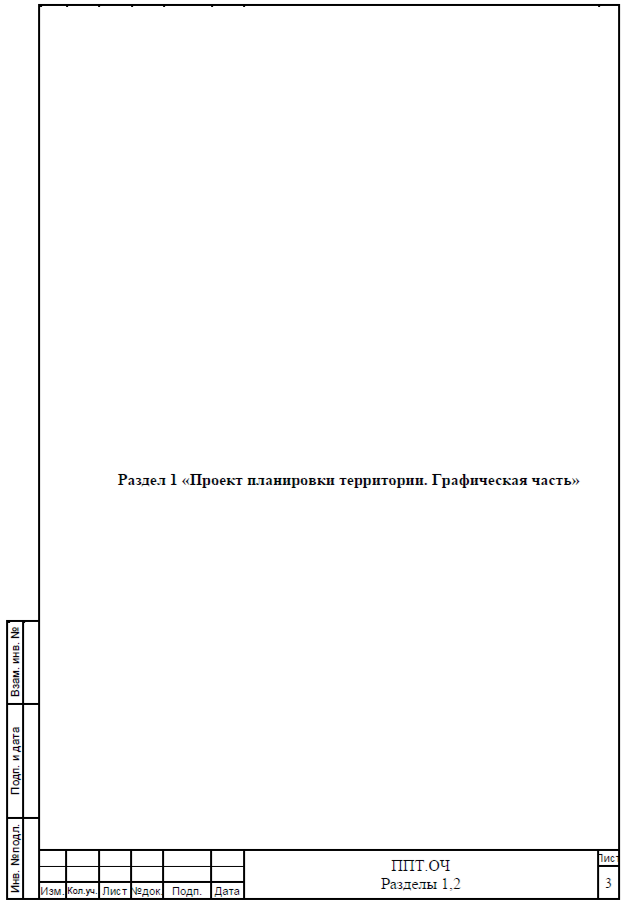 Раздел 1 «Проект планировки территории. Графическая часть»
Взам. инв. №
Подп. и дата
Инв. №подл.
Изм. Кол.уч. Лист №док. Подп. Дата
ППТ.ОЧ
Разделы 1,2
Лист
3